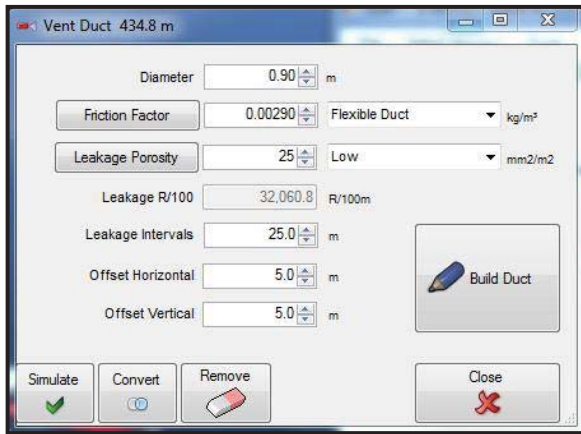 Vent Duct 434.8 m
Diameter 0.90 m
Friction Factor 0.00290 Flexible Duct kg/m³
Leakage Porosity 25 Low mm2/m2
Leakage R/100 32,060.8 R/100m
Leakage Intervals 25.0 m
Offset Horizontal 5.0 m
Offset Vertical 5.0 m
Build Duct
Simulate Convert Remove Close